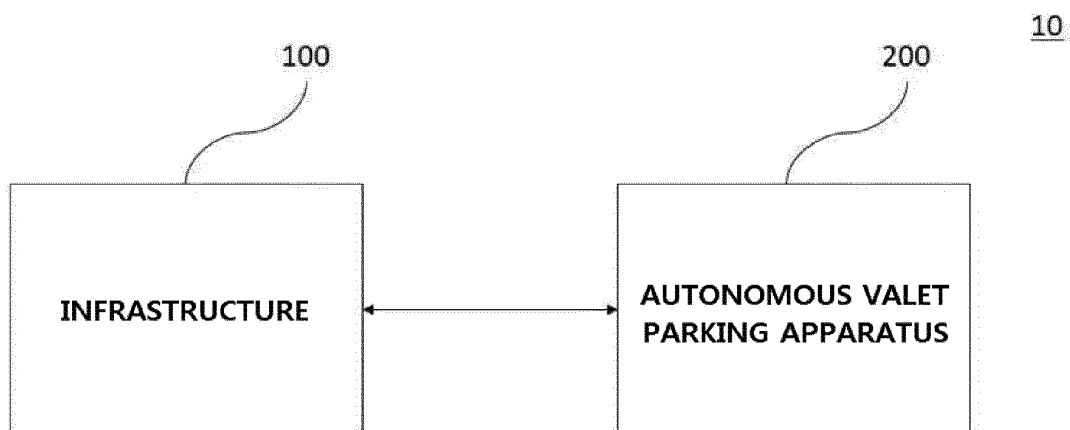 10
100
200
INFRASTRUCTURE
AUTONOMOUS VALET
PARKING APPARATUS